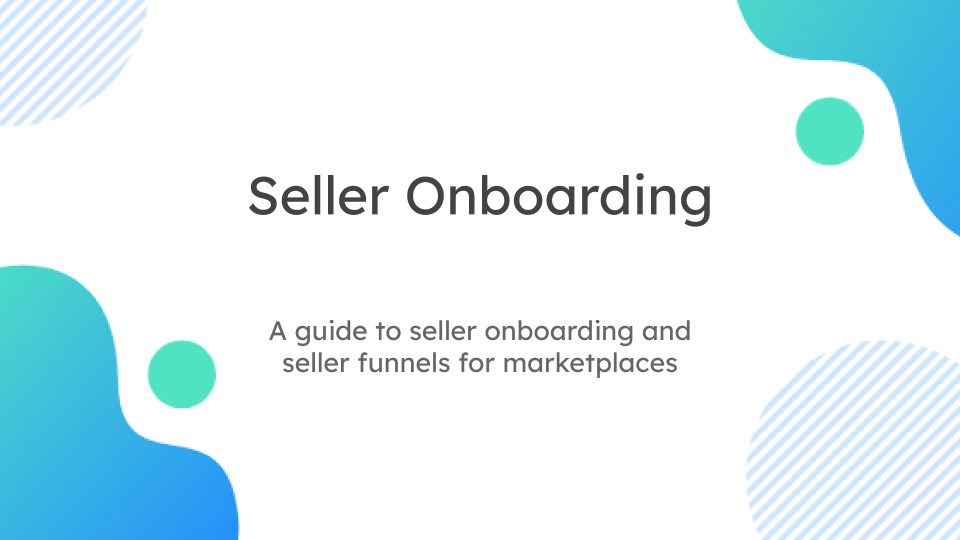 Seller Onboarding
A guide to seller onboarding and
seller funnels for marketplaces